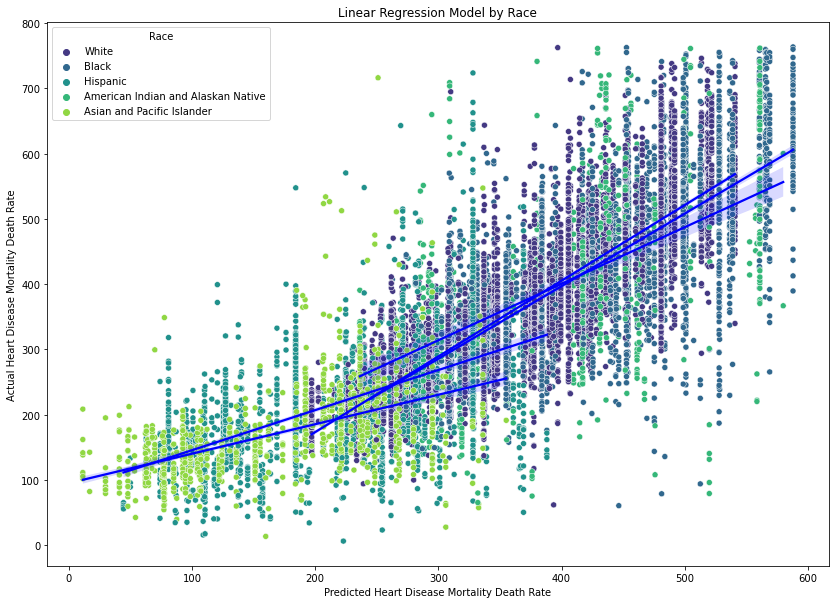 Linear Regression Model by Race
Race
White
Black
Hispanic
American Indian and Alaskan Native
Asian and Pacific Islander
800
700
600
500
400
300
200
100
0
Actual Heart Disease Mortality Death Rate
0 100 200 300 400 500 600
Predicted Heart Disease Mortality Death Rate